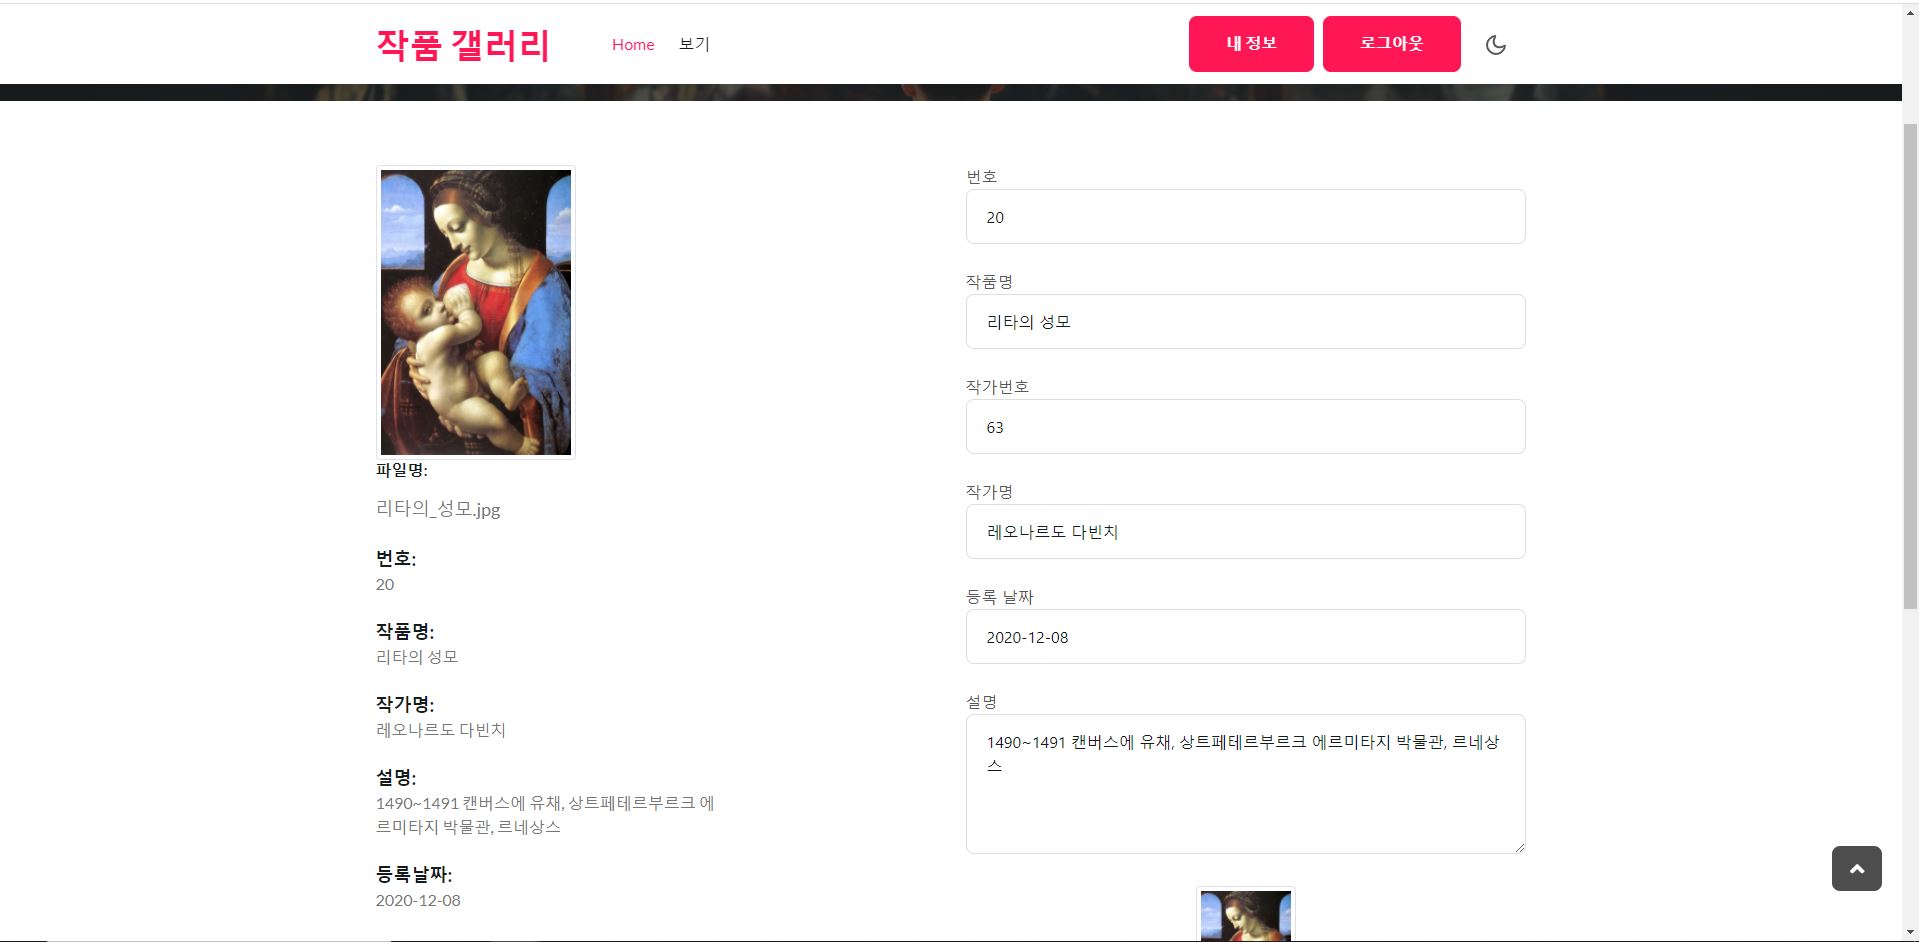 작품 갤러리
Home
보기
내 정보
로그아웃
파일명:
리타의_성모.jpg
번호:
20
작품명:
리타의 성모
작가명:
레오나르도 다빈치
설명:
1490~1491 캔버스에 유채, 상트페테르부르크 에
르미타지 박물관, 르네상스
등록날짜:
2020-12-08
번호
20
작품명
리타의 성모
작가번호
63
작가명
레오나르도 다빈치
등록 날짜
2020-12-08
설명
1490~1491 캔버스에 유채, 상트페테르부르크 에르미타지 박물관, 르네상
스